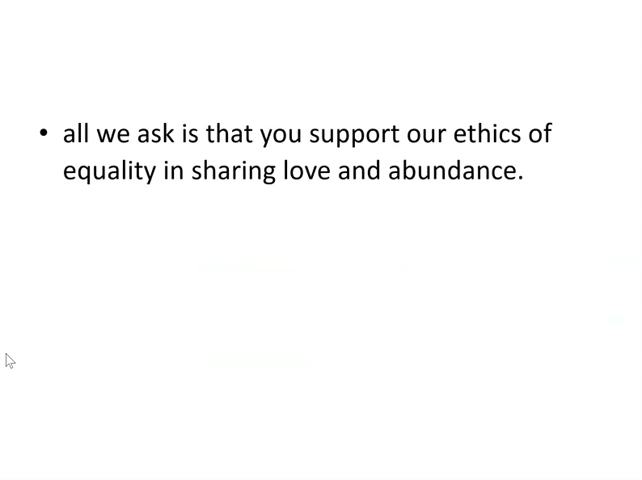 • all we ask is that you support our ethics of
equality in sharing love and abundance.